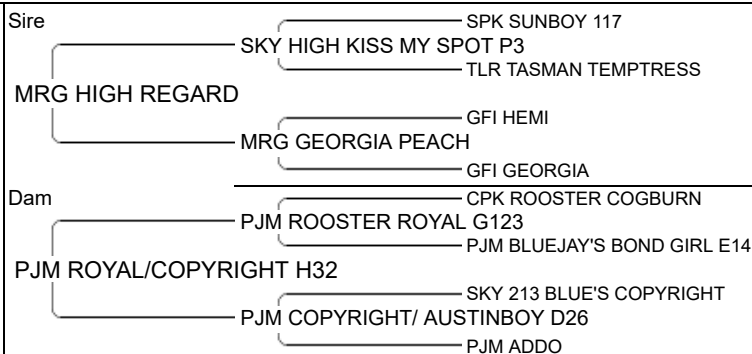 Sire
SPK SUNBOY 117
SKY HIGH KISS MY SPOT P3
TLR TASMAN TEMPTRESS
MRG HIGH REGARD
GFI HEMI
MRG GEORGIA PEACH
GFI GEORGIA
Dam
CPK ROOSTER COGBURN
PJM ROOSTER ROYAL G123
PJM BLUEJAY'S BOND GIRL E14
PJM ROYAL/COPYRIGHT H32
SKY 213 BLUE'S COPYRIGHT
PJM COPYRIGHT/ AUSTINBOY D26
PJM ADDO